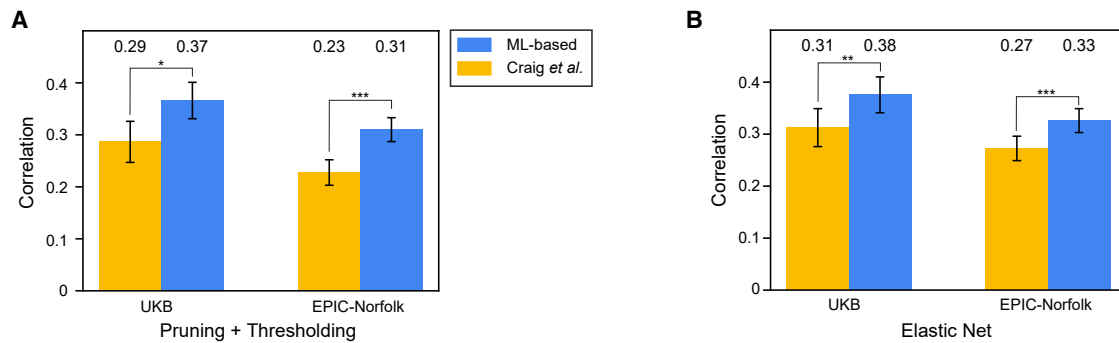 A
0.29 0.37 0.23 0.31
* ***
0.4
0.3
0.2
0.1
0
Correlation
UKB EPIC-Norfolk
Pruning + Thresholding
ML-based
Craig et al.
B
0.31 0.38 0.27 0.33
** ***
0.4
0.3
0.2
0.1
0
Correlation
UKB EPIC-Norfolk
Elastic Net